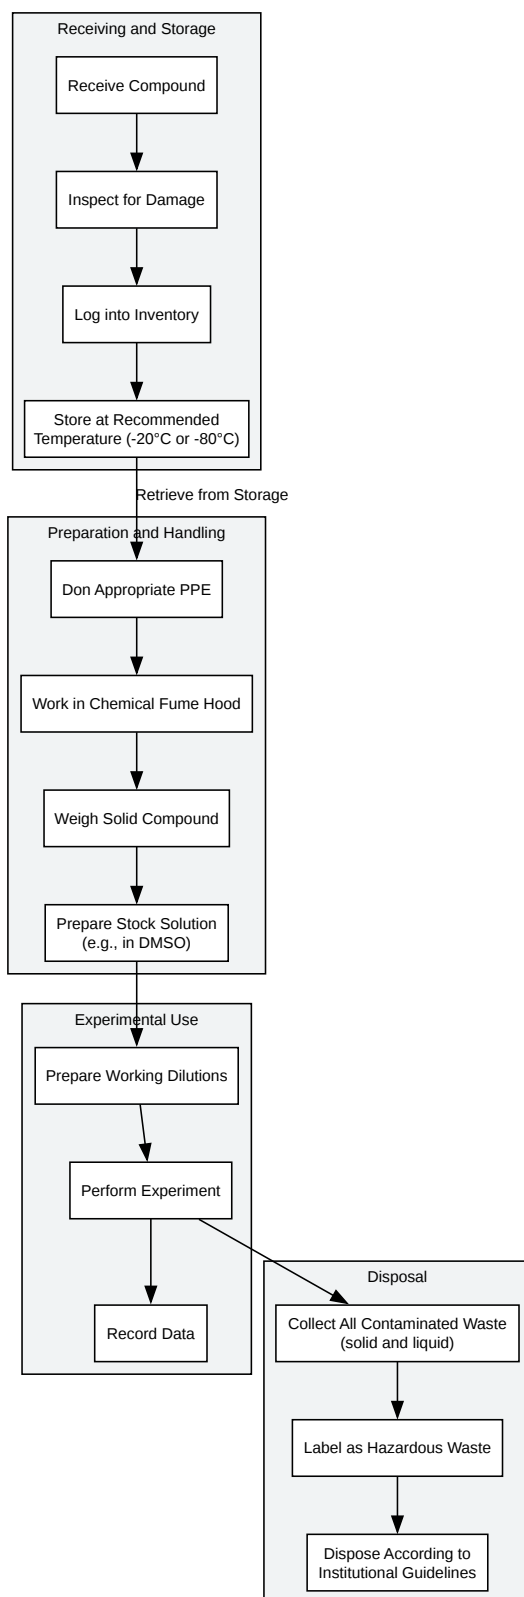 Receiving and Storage
Receive Compound
Inspect for Damage
Log into Inventory
Store at Recommended
Temperature (-20°C or -80°C)
Retrieve from Storage
Preparation and Handling
Don Appropriate PPE
Work in Chemical Fume Hood
Weigh Solid Compound
Prepare Stock Solution
(e.g., in DMSO)
Experimental Use
Prepare Working Dilutions
Perform Experiment
Record Data
Disposal
Collect All Contaminated Waste
(solid and liquid)
Label as Hazardous Waste
Dispose According to
Institutional Guidelines